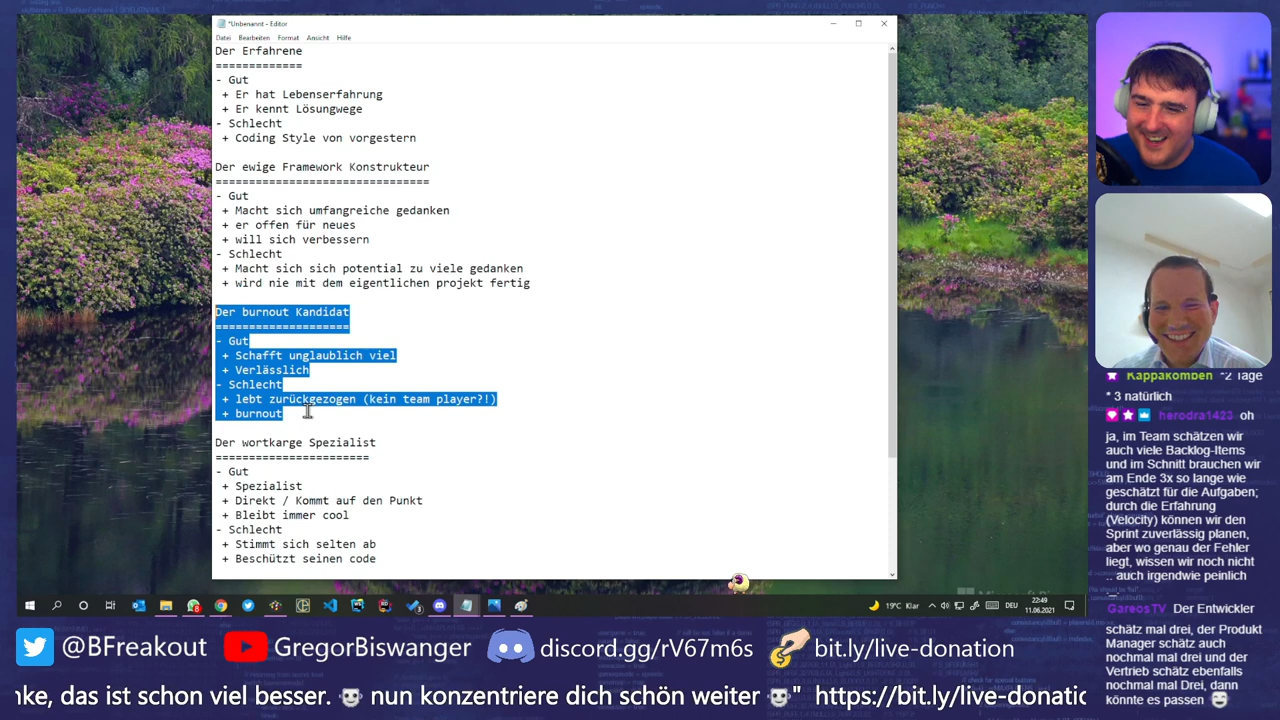 *Unbenannt - Editor
Datei Bearbeiten Format Ansicht Hilfe
Der Erfahrene
=============
- Gut
+ Er hat Lebenserfahrung
+ Er kennt Lösungwege
- Schlecht
+ Coding Style von vorgestern
Der ewige Framework Konstrukteur
================================
- Gut
+ Macht sich umfangreiche gedanken
+ er offen für neues
+ will sich verbessern
- Schlecht
+ Macht sich sich potential zu viele gedanken
+ wird nie mit dem eigentlichen projekt fertig
Der burnout Kandidat
====================
- Gut
+ Schafft unglaublich viel
+ Verlässlich
- Schlecht
+ lebt zurückgezogen (kein team player?!)
+ burnout
Der wortkarge Spezialist
=======================
- Gut
+ Spezialist
+ Direkt / Kommt auf den Punkt
+ Bleibt immer cool
- Schlecht
+ Stimmt sich selten ab
+ Beschützt seinen code
Kappakomben *2 Tage
* 3 natürlich
herodra1423 oh
ja, im Team schätzen wir
auch viele Backlog-Items
und im Schnitt brauchen wir
am Ende 3x so lange wie
geschätzt für die Aufgaben;
durch die Erfahrung
(Velocity) können wir den
Sprint zuverlässig planen,
aber wo genau der Fehler
liegt, wissen wir noch nicht
.. auch irgendwie peinlich
^_^
GareosTV Der Entwickler
schätz mal drei, der Produkt
Manager schätz auch
nochmal mal drei und der
Vertrieb schätz ebenfalls
nochmal mal Drei, dann
könnte es passen
19°C Klar
DEU
22:49
11.06.2021
@BFreakout GregorBiswanger discord.gg/rV67m6s bit.ly/live-donation
nke, das ist schon viel besser. nun konzentriere dich schön weiter " https://bit.ly/live-donatic